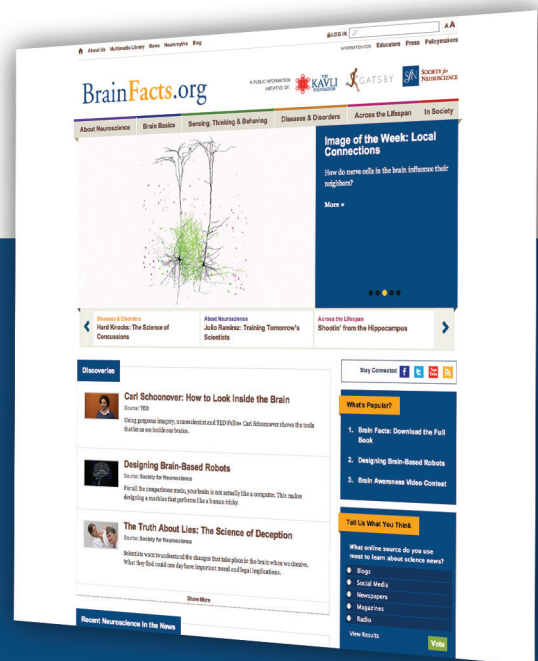 LOG IN
A A
About Us Multimedia Library News Neuromyths Blog
INFORMATION FOR Educators Press Policymakers
BrainFacts.org
A PUBLIC INFORMATION
INITIATIVE OF:
THE
KAVLI
FOUNDATION
GATSBY
SfN
SOCIETY for
NEUROSCIENCE
About Neuroscience Brain Basics Sensing, Thinking & Behaving Diseases & Disorders Across the Lifespan In Society
Image of the Week: Local
Connections
How do nerve cells in the brain influence their
neighbors?
More »
Diseases & Disorders
Hard Knocks: The Science of
Concussions
About Neuroscience
Julio Ramirez: Training Tomorrow's
Scientists
Across the Lifespan
Shootin' from the Hippocampus
Discoveries
Carl Schoonover: How to Look Inside the Brain
Source: TED
Using gorgeous imagery, neuroscientist and TED Fellow Carl Schoonover shows the tools
that let us see inside our brains.
Designing Brain-Based Robots
Source: Society for Neuroscience
For all the comparisons made, your brain is not actually like a computer. This makes
designing a machine that performs like a human tricky.
The Truth About Lies: The Science of Deception
Source: Society for Neuroscience
Scientists want to understand the changes that take place in the brain when we deceive.
What they find could one day have important moral and legal implications.
Show More
Recent Neuroscience in the News
Stay Connected
You
Tube
What's Popular?
1. Brain Facts: Download the Full
Book
2. Designing Brain-Based Robots
3. Brain Awareness Video Contest
Tell Us What You Think
What online source do you use
most to learn about science news?
Blogs
Social Media
Newspapers
Magazines
Radio
View Results
Vote